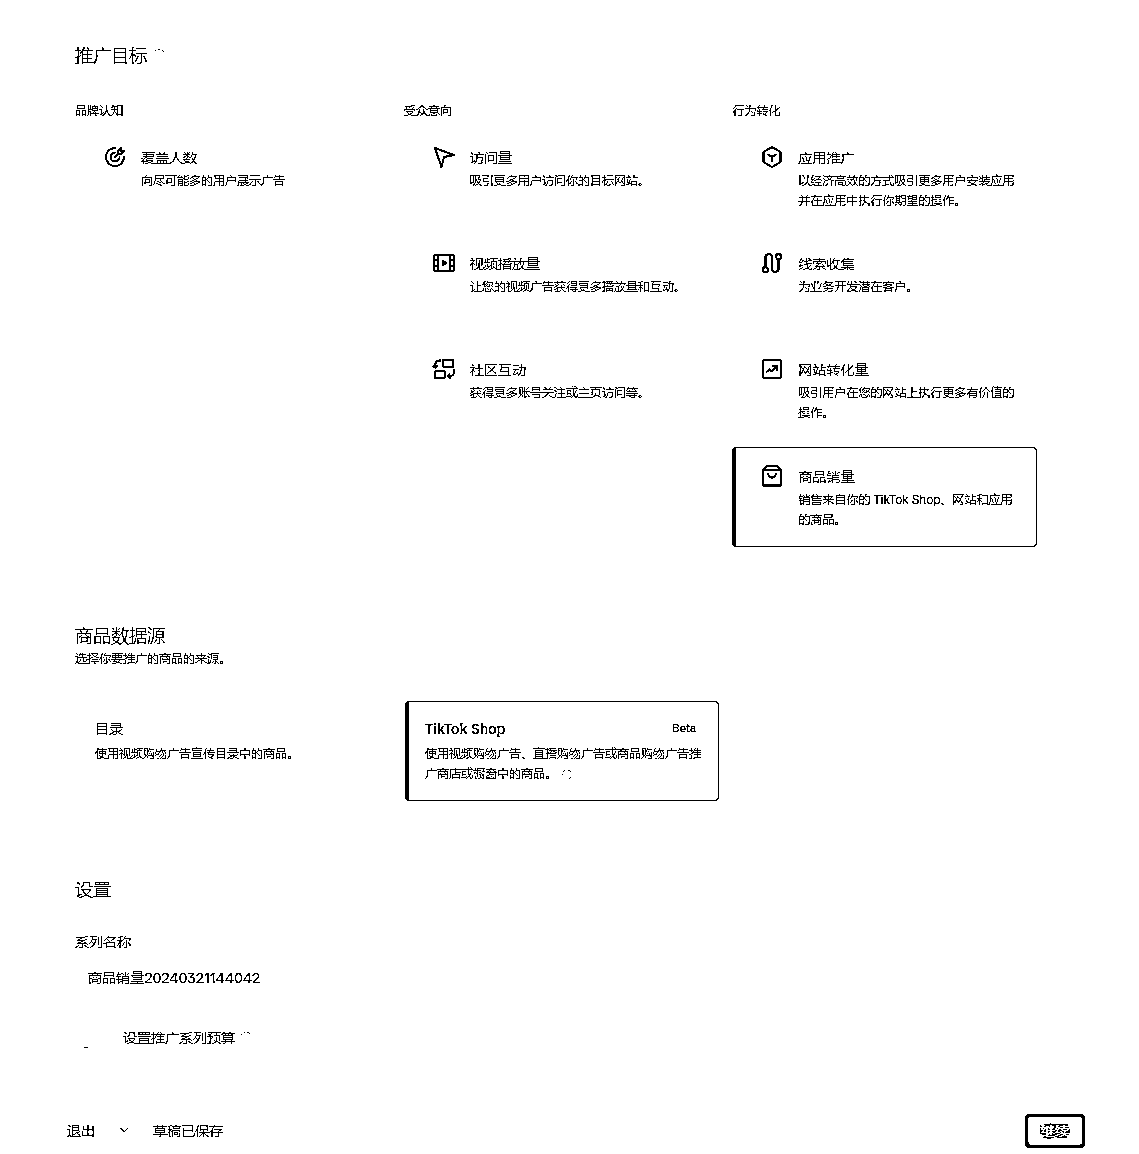 推广目标
品牌认知
受众意向
行为转化
覆盖人数
向尽可能多的用户展示广告
访问量
吸引更多用户访问你的目标网站。
应用推广
以经济高效的方式吸引更多用户安装应用
并在应用中执行你期望的操作。
视频播放量
让您的视频广告获得更多播放量和互动。
线索收集
为业务开发潜在客户。
社区互动
获得更多账号关注或主页访问等。
网站转化量
吸引用户在您的网站上执行更多有价值的
操作。
商品销量
销售来自你的 TikTok Shop、网站和应用
的商品。
商品数据源
选择你要推广的商品的来源。
目录
使用视频购物广告宣传目录中的商品。
TikTok Shop
Beta
使用视频购物广告、直播购物广告或商品购物广告推
广商店或橱窗中的商品。
设置
系列名称
商品销量20240321144042
设置推广系列预算
退出
草稿已保存
继续